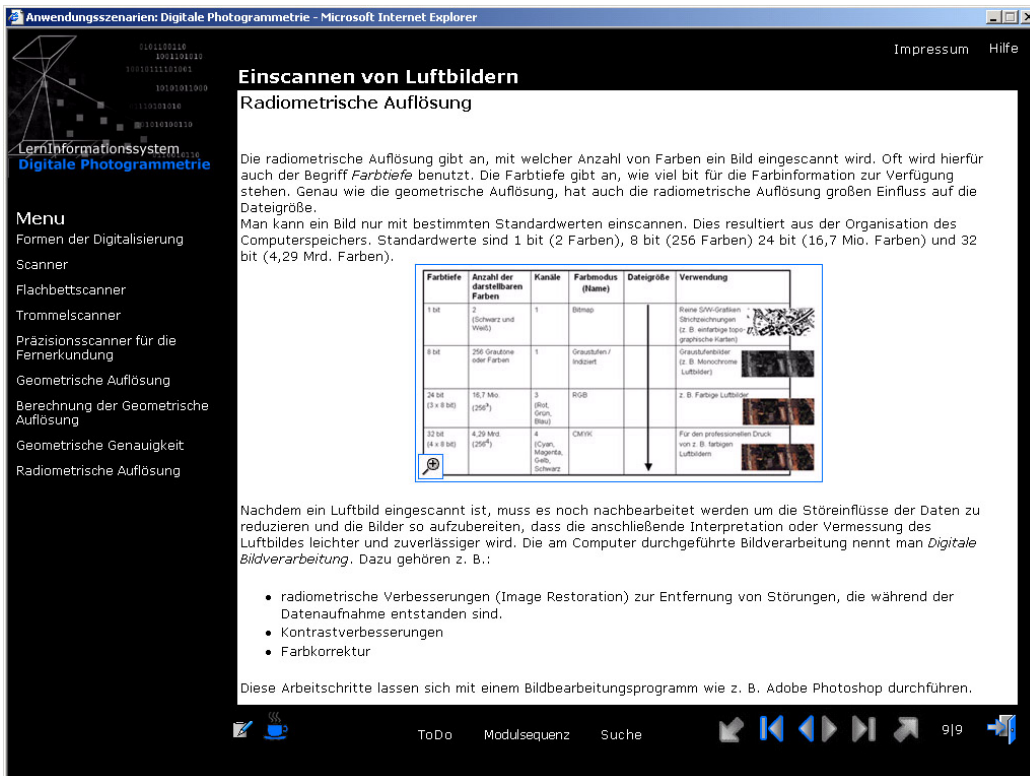 Anwendungsszenarien: Digitale Photogrammetrie - Microsoft Internet Explorer
Impressum Hilfe
LernInformationssystem
Digitale Photogrammetrie
Menu
Formen der Digitalisierung
Scanner
Flachbettscanner
Trommelscanner
Präzisionsscanner für die
Fernerkundung
Geometrische Auflösung
Berechnung der Geometrische
Auflösung
Geometrische Genauigkeit
Radiometrische Auflösung
Einscannen von Luftbildern
Radiometrische Auflösung
Die radiometrische Auflösung gibt an, mit welcher Anzahl von Farben ein Bild eingescannt wird. Oft wird hierfür
auch der Begriff Farbtiefe benutzt. Die Farbtiefe gibt an, wie viel bit für die Farbinformation zur Verfügung
stehen. Genau wie die geometrische Auflösung, hat auch die radiometrische Auflösung großen Einfluss auf die
Dateigröße.
Man kann ein Bild nur mit bestimmten Standardwerten einscannen. Dies resultiert aus der Organisation des
Computerspeichers. Standardwerte sind 1 bit (2 Farben), 8 bit (256 Farben) 24 bit (16,7 Mio. Farben) und 32
bit (4,29 Mrd. Farben).
Farbtiefe Anzahl der Kanäle Farbmodus Dateigröße Verwendung
darstellbaren (Name)
Farben
1 bit 2 1 Bitmap Reine S/W-Grafiken
(Schwarz und Strichzeichnungen
Weiß) (z. B. einfarbige topo-
graphische Karten)
8 bit 256 Grautöne 1 Graustufen / Graustufenbilder
oder Farben Indiziert (z. B. Monochrome
Luftbilder)
24 bit 16,7 Mio. 3 RGB z. B. Farbige Luftbilder
(3 x 8 bit) (256³) (Rot,
Grün,
Blau)
32 bit 4,29 Mrd. 4 CMYK Für den professionellen Druck
(4 x 8 bit) (256⁴) (Cyan, von z. B. farbigen
Magenta, Luftbildern
Gelb,
Schwarz
Nachdem ein Luftbild eingescannt ist, muss es noch nachbearbeitet werden um die Störeinflüsse der Daten zu
reduzieren und die Bilder so aufzubereiten, dass die anschließende Interpretation oder Vermessung des
Luftbildes leichter und zuverlässiger wird. Die am Computer durchgeführte Bildverarbeitung nennt man Digitale
Bildverarbeitung. Dazu gehören z. B.:
• radiometrische Verbesserungen (Image Restoration) zur Entfernung von Störungen, die während der
Datenaufnahme entstanden sind.
• Kontrastverbesserungen
• Farbkorrektur
Diese Arbeitschritte lassen sich mit einem Bildbearbeitungsprogramm wie z. B. Adobe Photoshop durchführen.
ToDo Modulsequenz Suche 9|9